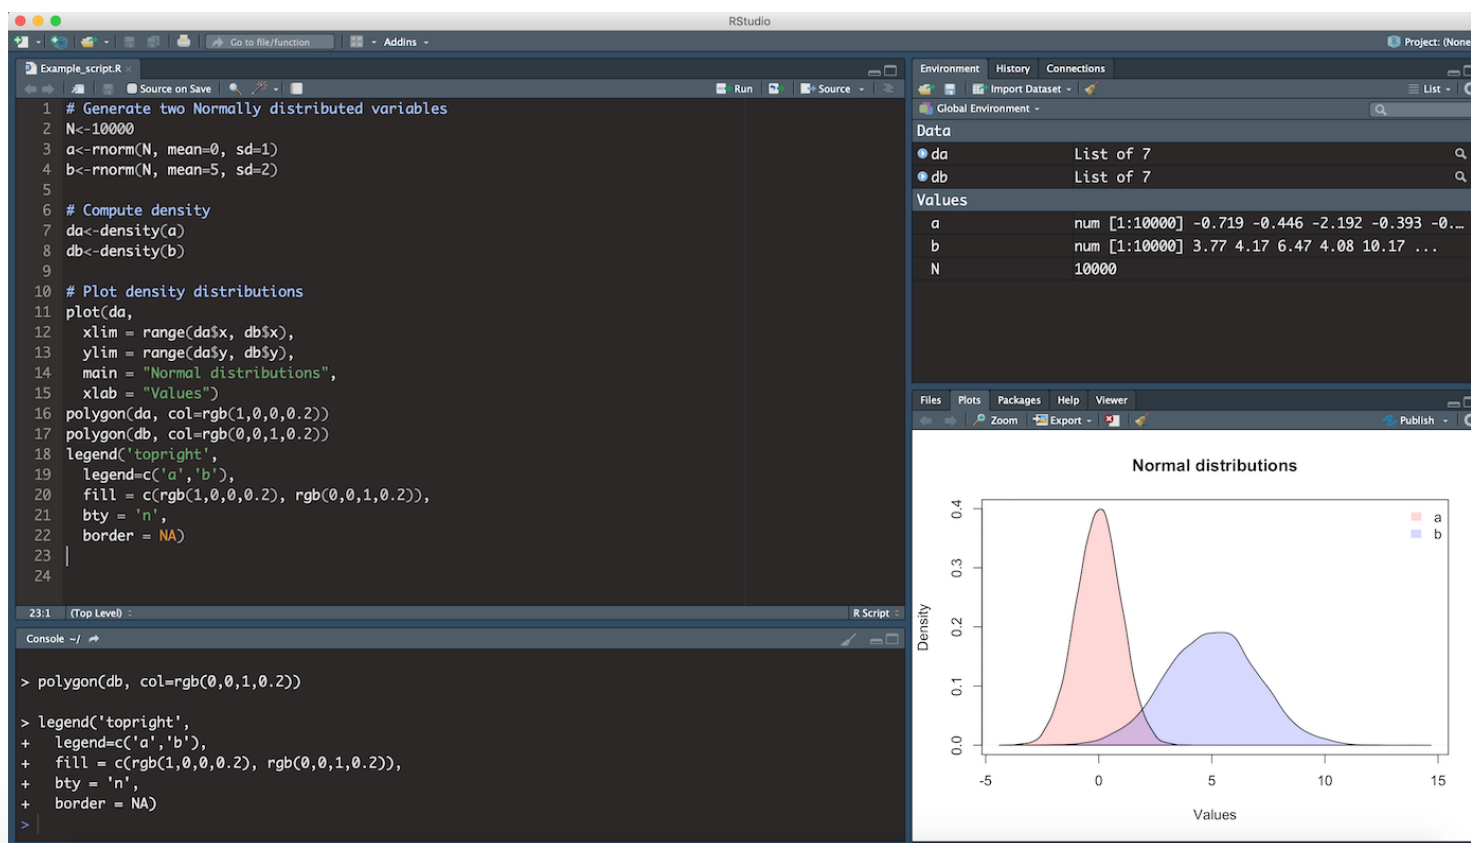 RStudio
Go to file/function
Addins
Project: (None
Example_script.R
Source on Save
Run
Source
1 # Generate two Normally distributed variables
2 N<-10000
3 a<-rnorm(N, mean=0, sd=1)
4 b<-rnorm(N, mean=5, sd=2)
5
6 # Compute density
7 da<-density(a)
8 db<-density(b)
9
10 # Plot density distributions
11 plot(da,
12   xlim = range(da$x, db$x),
13   ylim = range(da$y, db$y),
14   main = "Normal distributions",
15   xlab = "Values")
16 polygon(da, col=rgb(1,0,0,0.2))
17 polygon(db, col=rgb(0,0,1,0.2))
18 legend('topright',
19   legend=c('a','b'),
20   fill = c(rgb(1,0,0,0.2), rgb(0,0,1,0.2)),
21   bty = 'n',
22   border = NA)
23
24
23:1 (Top Level)
R Script
Console ~/
> polygon(db, col=rgb(0,0,1,0.2))
> legend('topright',
+   legend=c('a','b'),
+   fill = c(rgb(1,0,0,0.2), rgb(0,0,1,0.2)),
+   bty = 'n',
+   border = NA)
>
Environment History Connections
Import Dataset
List
Global Environment
Data
da List of 7
db List of 7
Values
a num [1:10000] -0.719 -0.446 -2.192 -0.393 -0...
b num [1:10000] 3.77 4.17 6.47 4.08 10.17 ...
N 10000
Files Plots Packages Help Viewer
Zoom Export
Publish
Normal distributions
a
b
0.4
0.3
0.2
0.1
0.0
Density
-5 0 5 10 15
Values